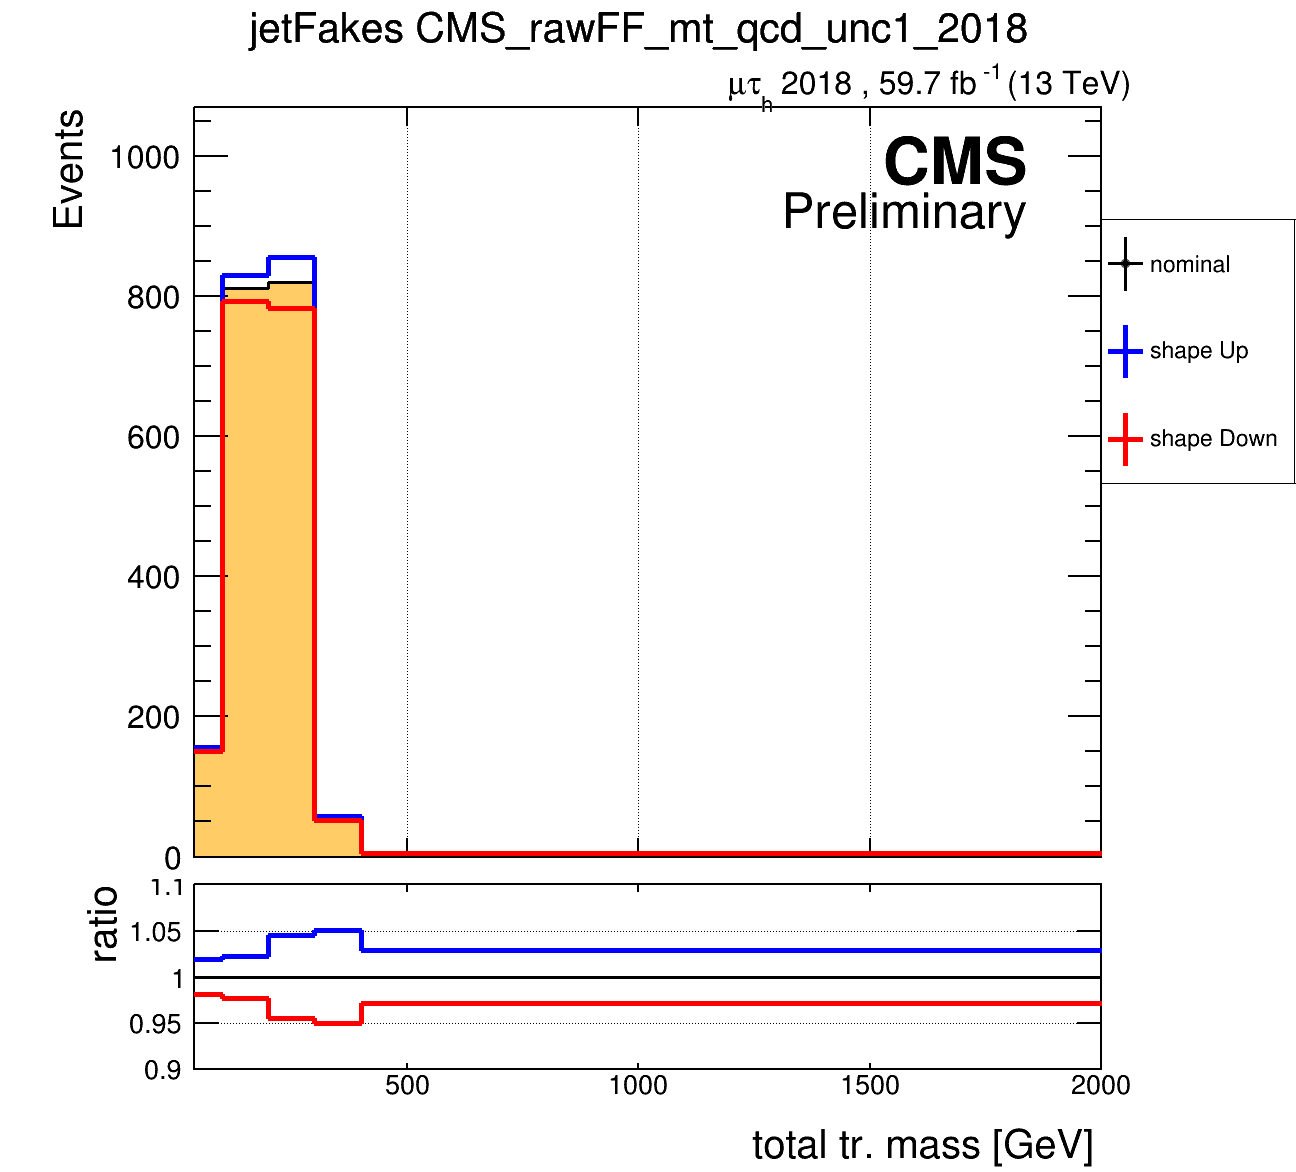 jetFakes CMS_rawFF_mt_qcd_unc1_2018
μτh 2018 , 59.7 fb-1 (13 TeV)
Events
CMS
Preliminary
1000
800
600
400
200
0
nominal
shape Up
shape Down
ratio
1.1
1.05
1
0.95
0.9
500 1000 1500 2000
total tr. mass [GeV]